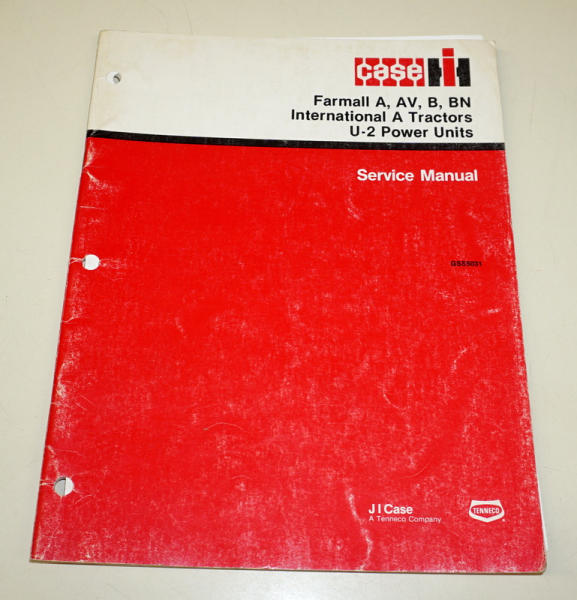 case IH
Farmall A, AV, B, BN
International A Tractors
U-2 Power Units
Service Manual
GSS5031
J I Case
A Tenneco Company
TENNECO